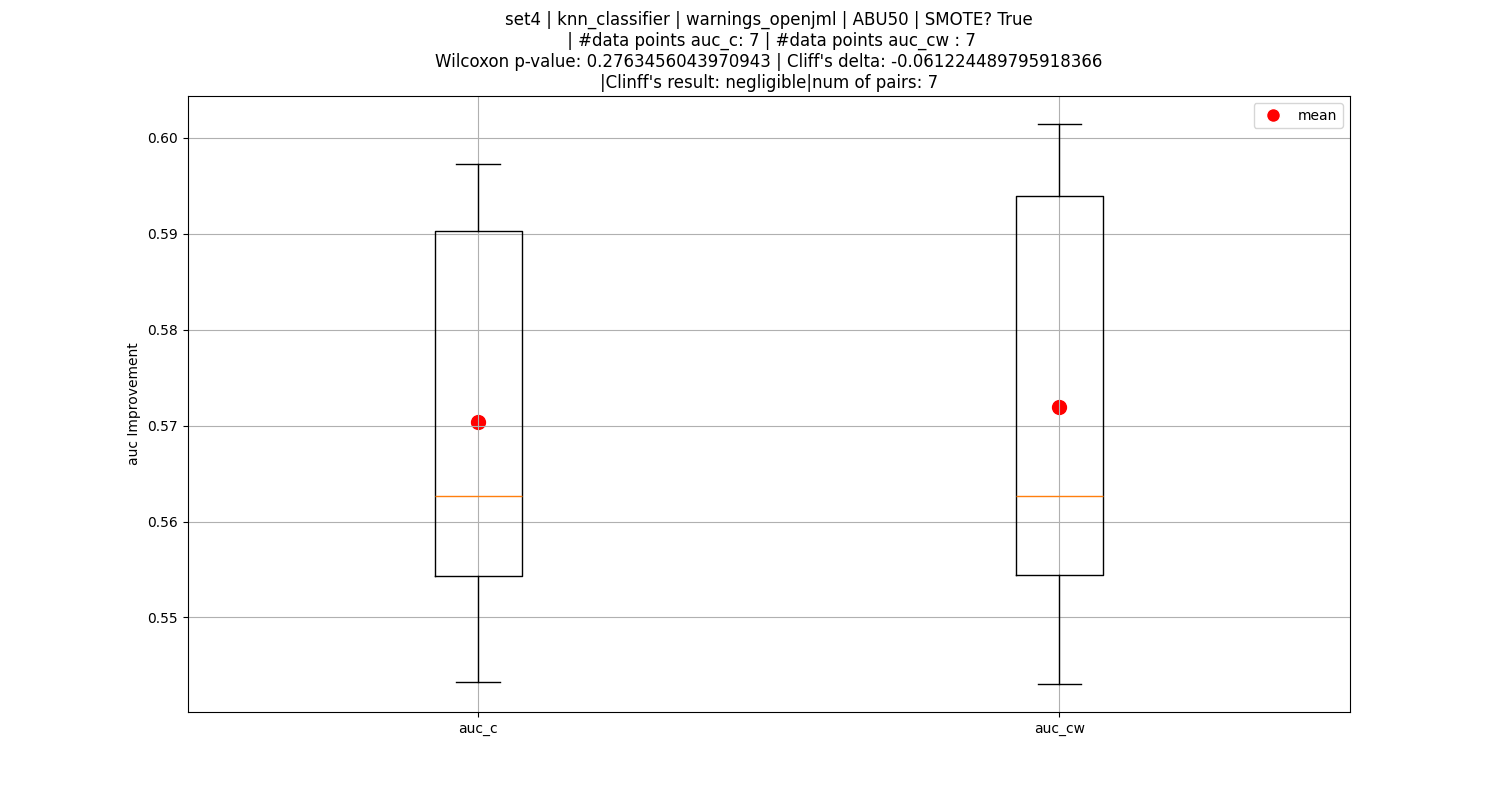 set4 | knn_classifier | warnings_openjml | ABU50 | SMOTE? True
| #data points auc_c: 7 | #data points auc_cw : 7
Wilcoxon p-value: 0.2763456043970943 | Cliff's delta: -0.061224489795918366
|Clinff's result: negligible|num of pairs: 7
mean
0.60
0.59
0.58
0.57
0.56
0.55
auc Improvement
auc_c
auc_cw